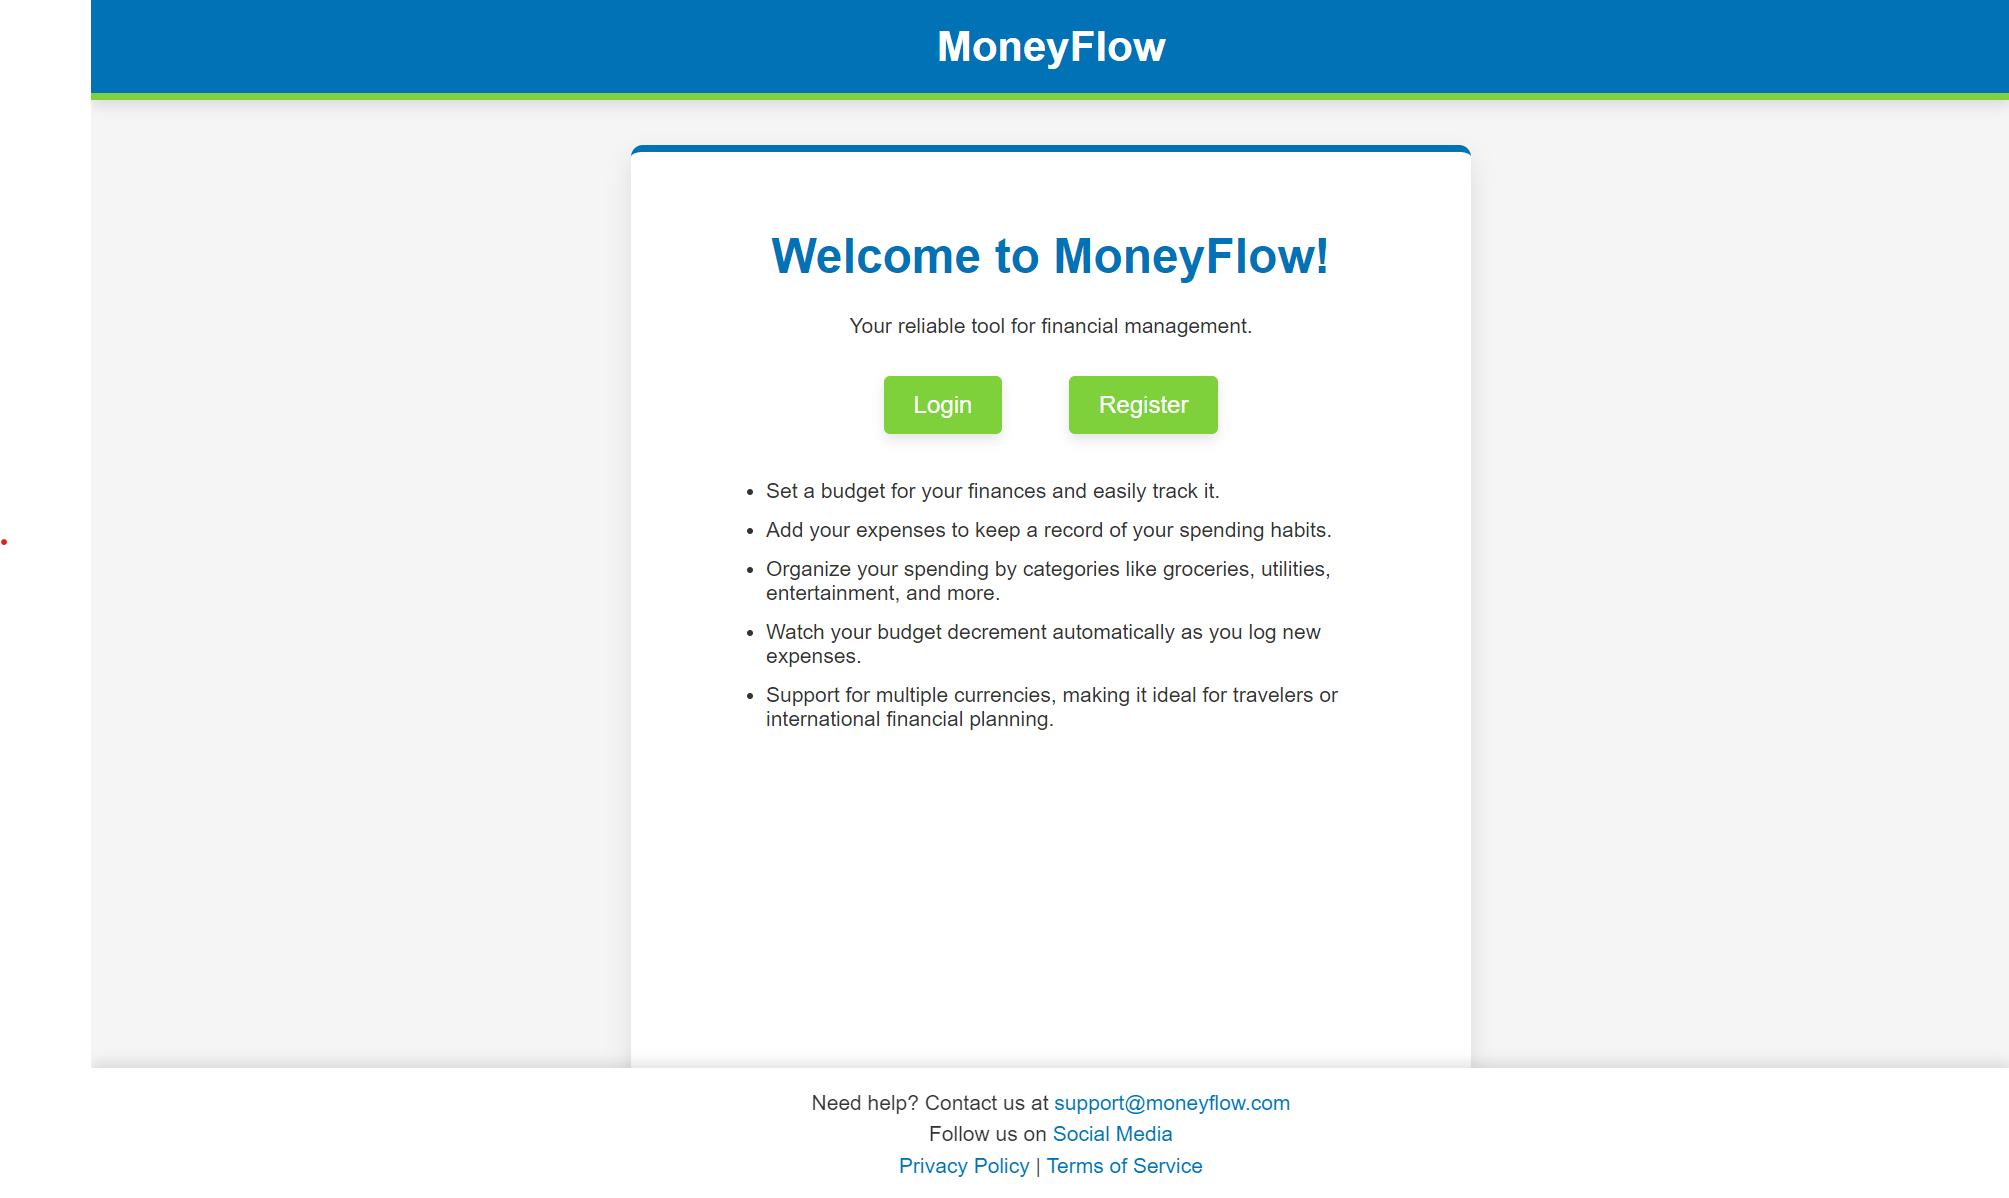 MoneyFlow
Welcome to MoneyFlow!
Your reliable tool for financial management.
Login
Register
• Set a budget for your finances and easily track it.
• Add your expenses to keep a record of your spending habits.
• Organize your spending by categories like groceries, utilities,
entertainment, and more.
• Watch your budget decrement automatically as you log new
expenses.
• Support for multiple currencies, making it ideal for travelers or
international financial planning.
Need help? Contact us at support@moneyflow.com
Follow us on Social Media
Privacy Policy | Terms of Service